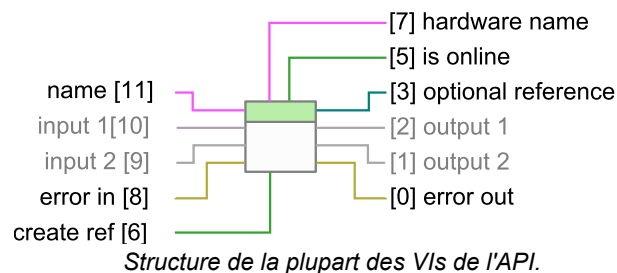 [7] hardware name
[5] is online
name [11]
[3] optional reference
input 1[10]
[2] output 1
input 2 [9]
[1] output 2
error in [8]
[0] error out
create ref [6]
Structure de la plupart des VIs de l'API.